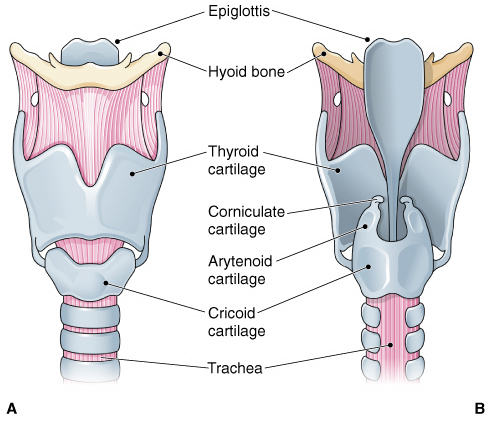 Epiglottis
Hyoid bone
Thyroid
cartilage
Corniculate
cartilage
Arytenoid
cartilage
Cricoid
cartilage
Trachea
A
B